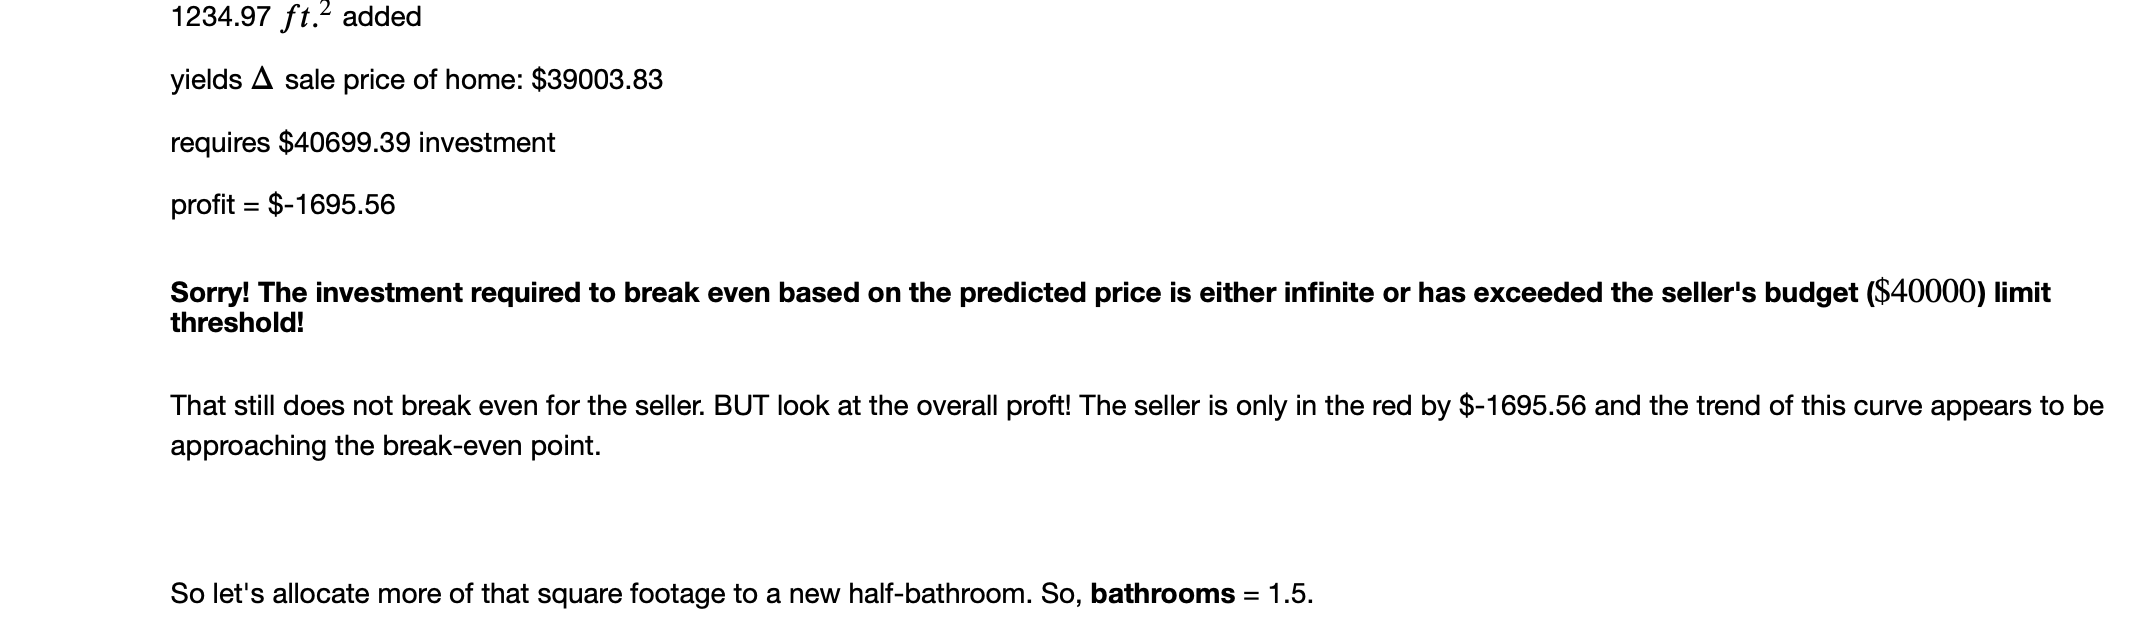 1234.97 ft.² added
yields Δ sale price of home: $39003.83
requires $40699.39 investment
profit = $-1695.56
Sorry! The investment required to break even based on the predicted price is either infinite or has exceeded the seller's budget ($40000) limit
threshold!
That still does not break even for the seller. BUT look at the overall proft! The seller is only in the red by $-1695.56 and the trend of this curve appears to be
approaching the break-even point.
So let's allocate more of that square footage to a new half-bathroom. So, bathrooms = 1.5.